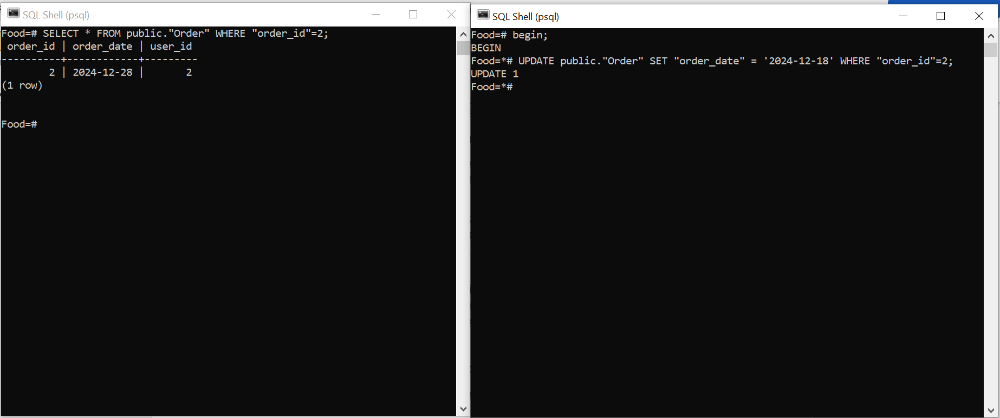 SQL Shell (psql)
Food=# SELECT * FROM public."Order" WHERE "order_id"=2;
 order_id | order_date | user_id
----------+------------+---------
        2 | 2024-12-28 |       2
(1 row)
Food=#
SQL Shell (psql)
Food=# begin;
BEGIN
Food=*# UPDATE public."Order" SET "order_date" = '2024-12-18' WHERE "order_id"=2;
UPDATE 1
Food=*#